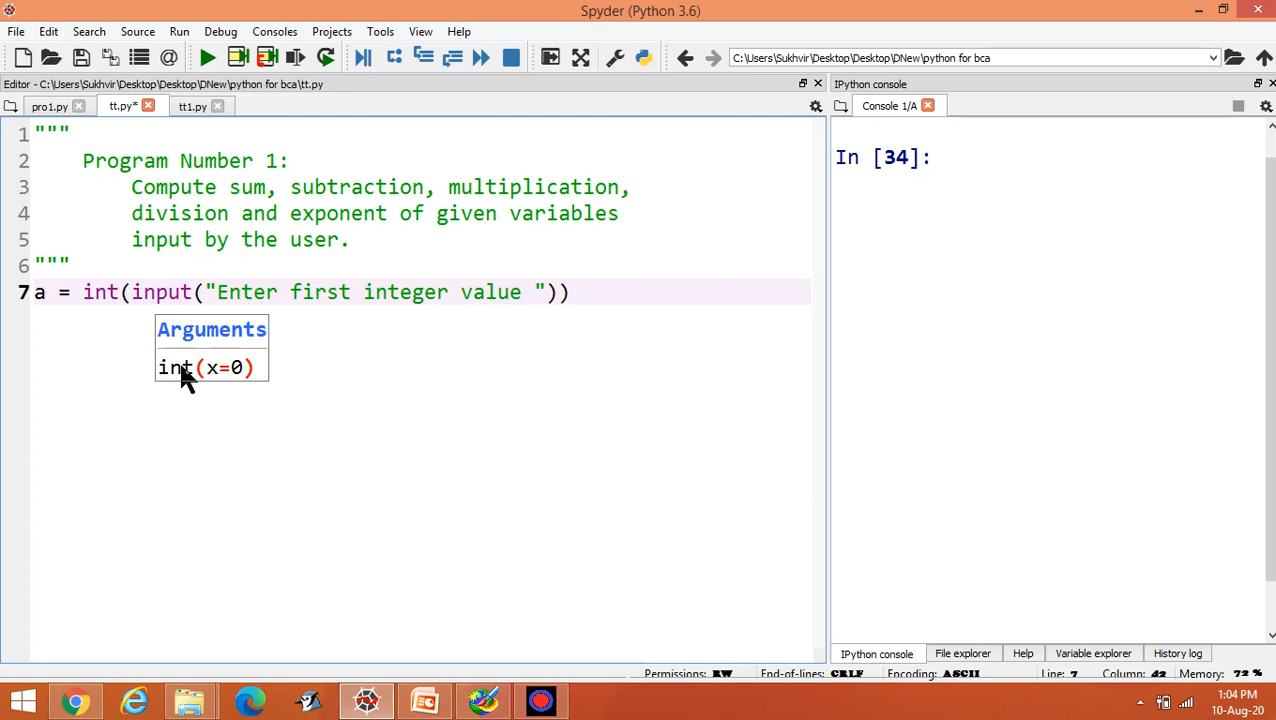 Spyder (Python 3.6)
File Edit Search Source Run Debug Consoles Projects Tools View Help
C:\Users\Sukhvir\Desktop\Desktop\DNew\python for bca
Editor - C:\Users\Sukhvir\Desktop\Desktop\DNew\python for bca\tt.py
IPython console
pro1.py tt.py* tt1.py
Console 1/A
1 """
2 Program Number 1:
3 Compute sum, subtraction, multiplication,
4 division and exponent of given variables
5 input by the user.
6 """
7 a = int(input("Enter first integer value "))
Arguments
int(x=0)
In [34]:
IPython console File explorer Help Variable explorer History log
Permissions: RW End-of-lines: CRLF Encoding: ASCII Line: 7 Column: 42 Memory: 72 %
1:04 PM
10-Aug-20